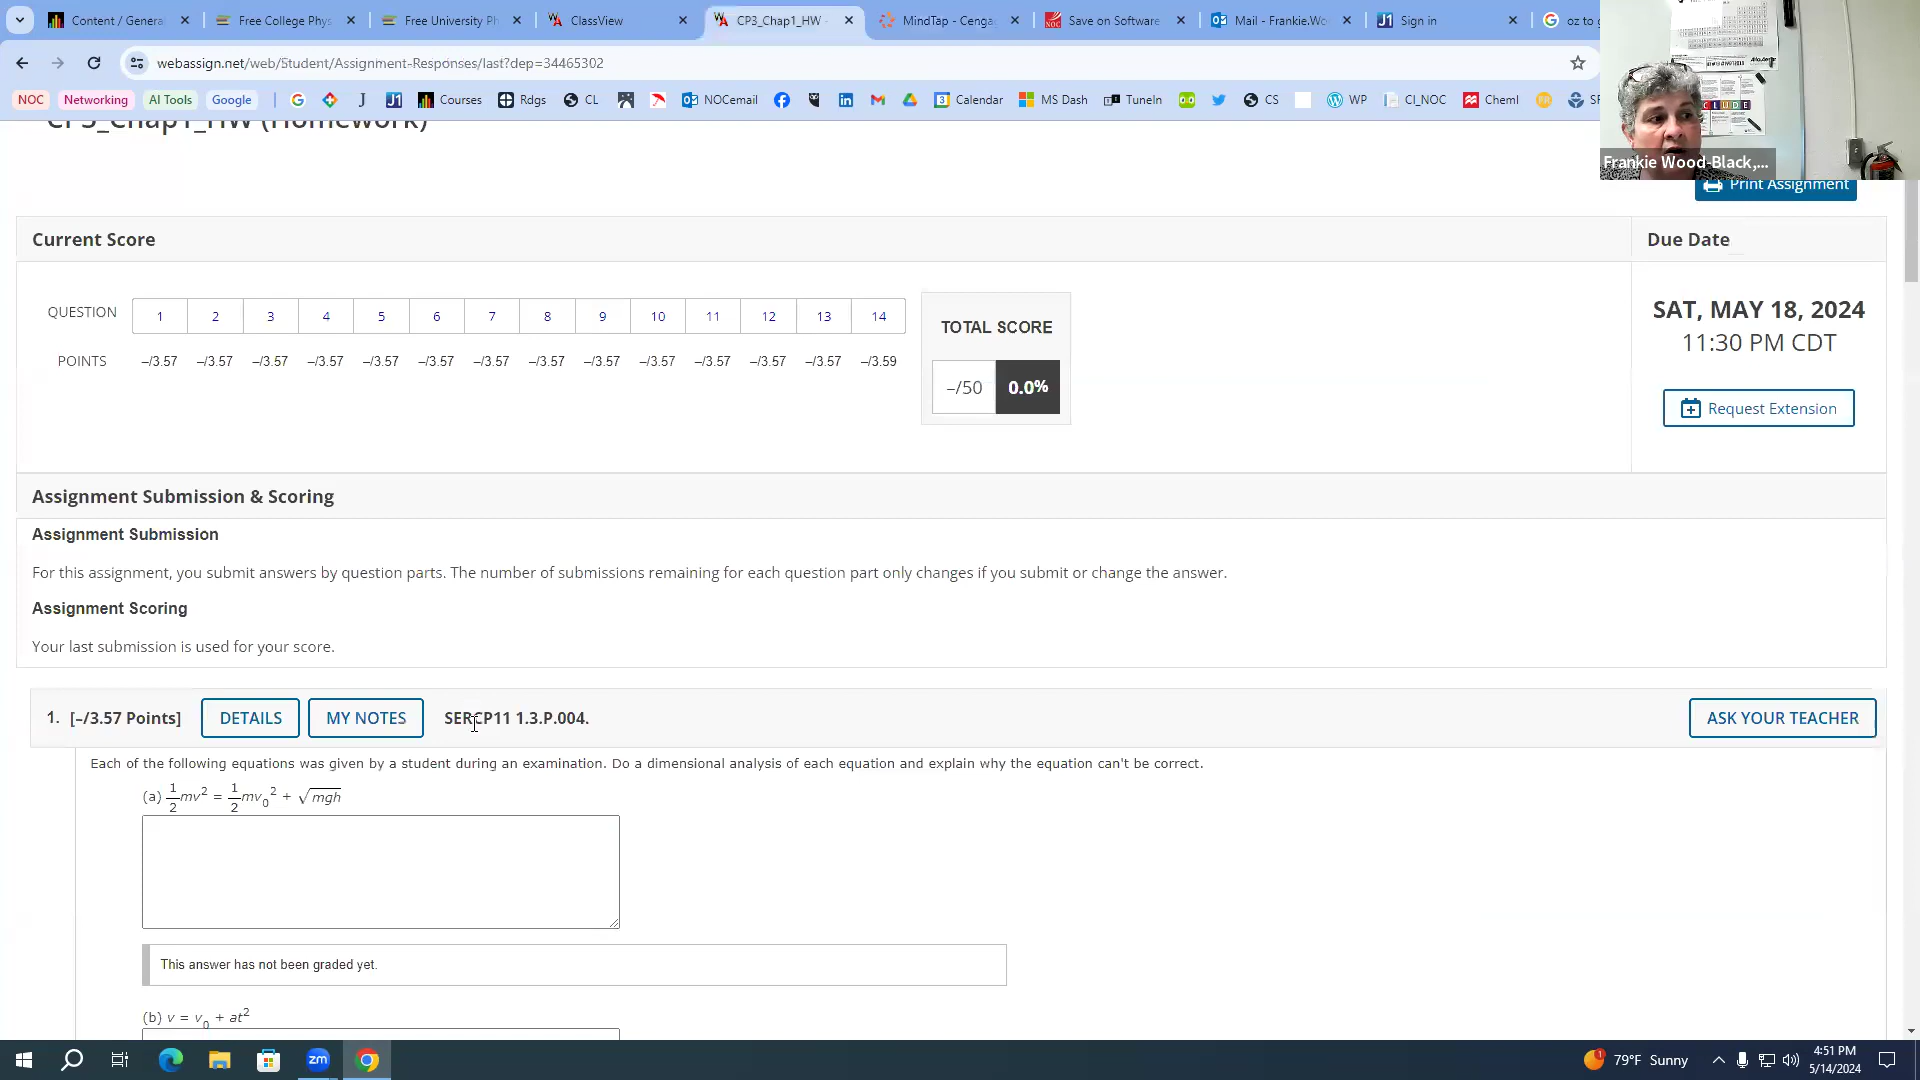 Content / Genera
Free College Phys
Free University Ph
ClassView
CP3_Chap1_HW -
MindTap - Cenga
Save on Software
Mail - Frankie.Wo
Sign in
oz to g
webassign.net/web/Student/Assignment-Responses/last?dep=34465302
NOC Networking AI Tools Google Courses Rdgs CL NOCemail Calendar MS Dash TuneIn CS WP CI_NOC Cheml
CP3_Chap1_HW (Homework)
Frankie Wood-Black,...
Print Assignment
Current Score
Due Date
QUESTION 1 2 3 4 5 6 7 8 9 10 11 12 13 14
POINTS –/3.57 –/3.57 –/3.57 –/3.57 –/3.57 –/3.57 –/3.57 –/3.57 –/3.57 –/3.57 –/3.57 –/3.57 –/3.57 –/3.59
TOTAL SCORE
–/50 0.0%
SAT, MAY 18, 2024
11:30 PM CDT
Request Extension
Assignment Submission & Scoring
Assignment Submission
For this assignment, you submit answers by question parts. The number of submissions remaining for each question part only changes if you submit or change the answer.
Assignment Scoring
Your last submission is used for your score.
1. [–/3.57 Points] DETAILS MY NOTES SERCP11 1.3.P.004. ASK YOUR TEACHER
Each of the following equations was given by a student during an examination. Do a dimensional analysis of each equation and explain why the equation can't be correct.
(a) 1/2 mv² = 1/2 mv₀² + √mgh
This answer has not been graded yet.
(b) v = v₀ + at²
79°F Sunny
4:51 PM
5/14/2024